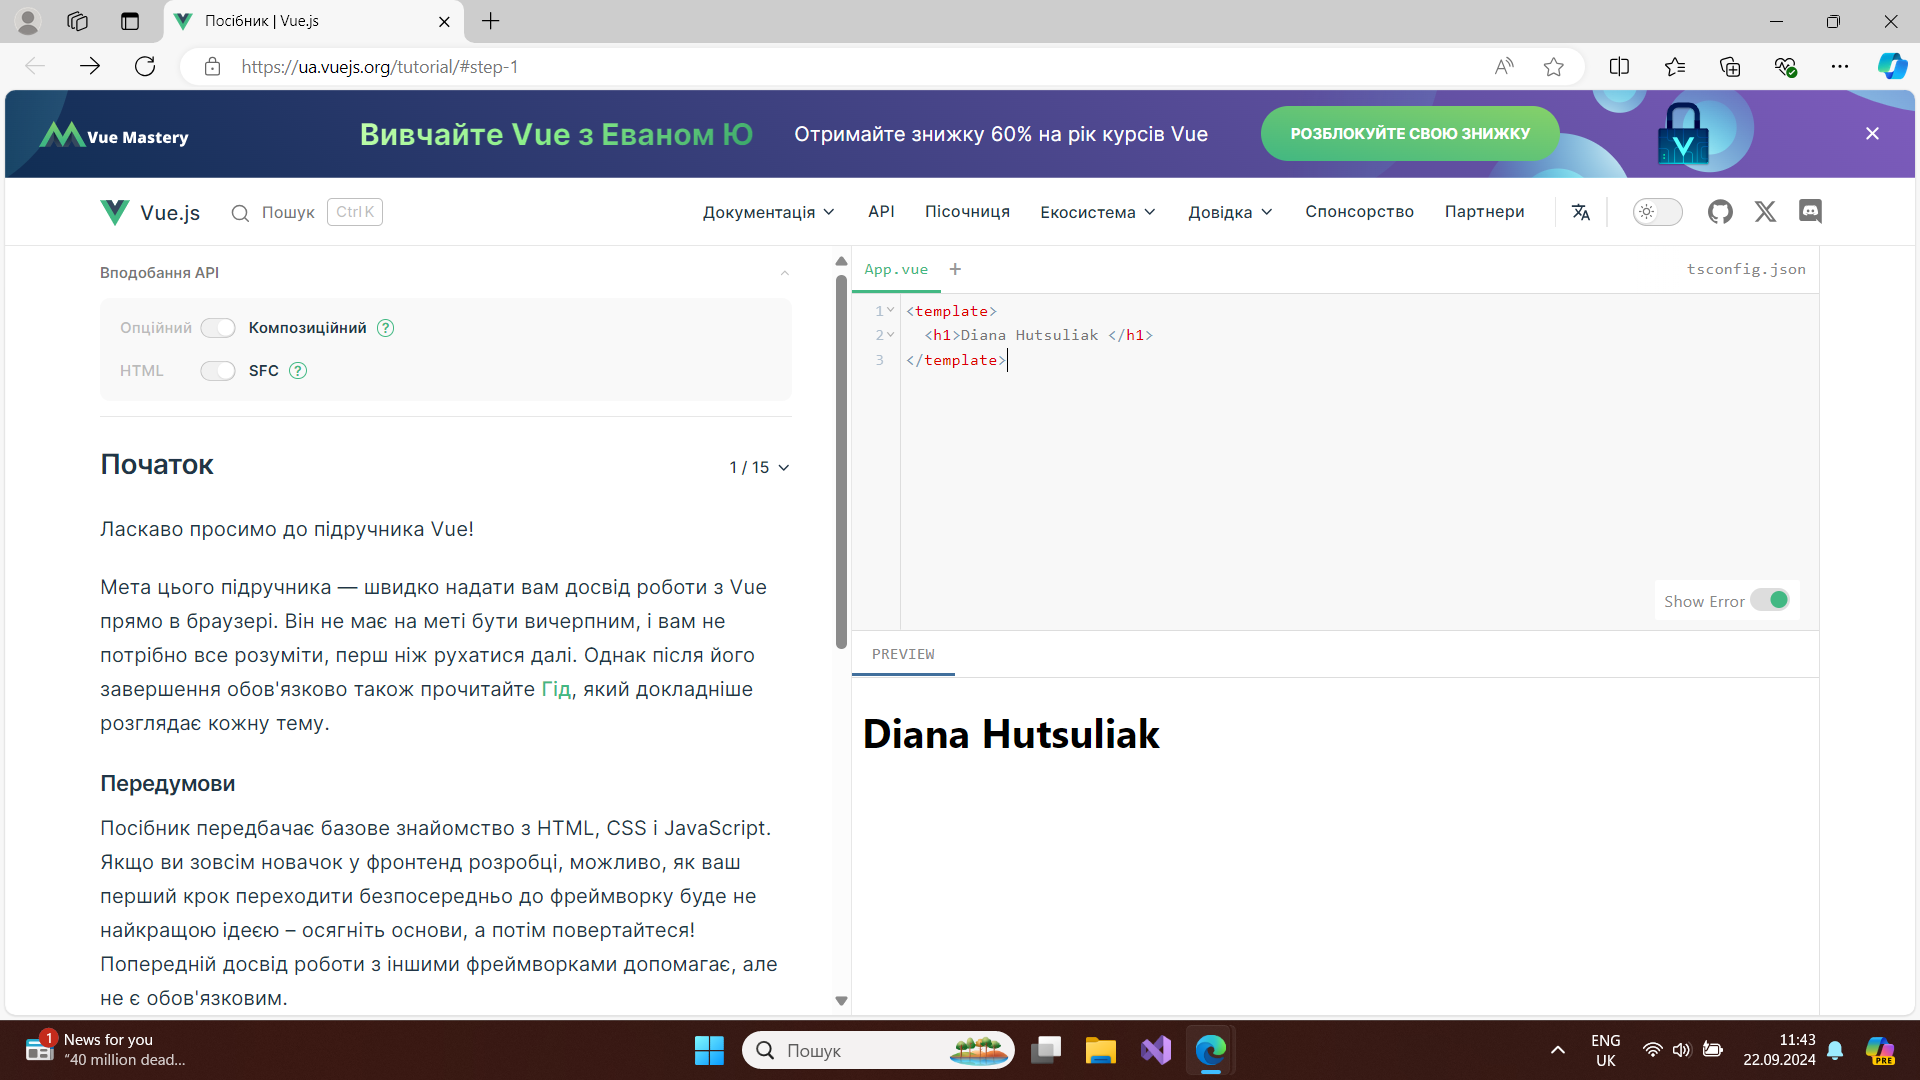 Посібник | Vue.js
https://ua.vuejs.org/tutorial/#step-1
Vue Mastery
Вивчайте Vue з Еваном Ю
Отримайте знижку 60% на рік курсів Vue
РОЗБЛОКУЙТЕ СВОЮ ЗНИЖКУ
Vue.js
Пошук
Ctrl K
Документація
API
Пісочниця
Екосистема
Довідка
Спонсорство
Партнери
Вподобання API
Опційний
Композиційний
?
HTML
SFC
?
Початок
1 / 15
Ласкаво просимо до підручника Vue!
Мета цього підручника — швидко надати вам досвід роботи з Vue
прямо в браузері. Він не має на меті бути вичерпним, і вам не
потрібно все розуміти, перш ніж рухатися далі. Однак після його
завершення обов'язково також прочитайте Гід, який докладніше
розглядає кожну тему.
Передумови
Посібник передбачає базове знайомство з HTML, CSS і JavaScript.
Якщо ви зовсім новачок у фронтенд розробці, можливо, як ваш
перший крок переходити безпосередньо до фреймворку буде не
найкращою ідеєю – осягніть основи, а потім повертайтеся!
Попередній досвід роботи з іншими фреймворками допомагає, але
не є обов'язковим.
App.vue
+
tsconfig.json
1 <template>
2 <h1>Diana Hutsuliak </h1>
3 </template>
Show Error
PREVIEW
Diana Hutsuliak
1
News for you
“40 million dead...
Пошук
ENG
UK
11:43
22.09.2024
PRE